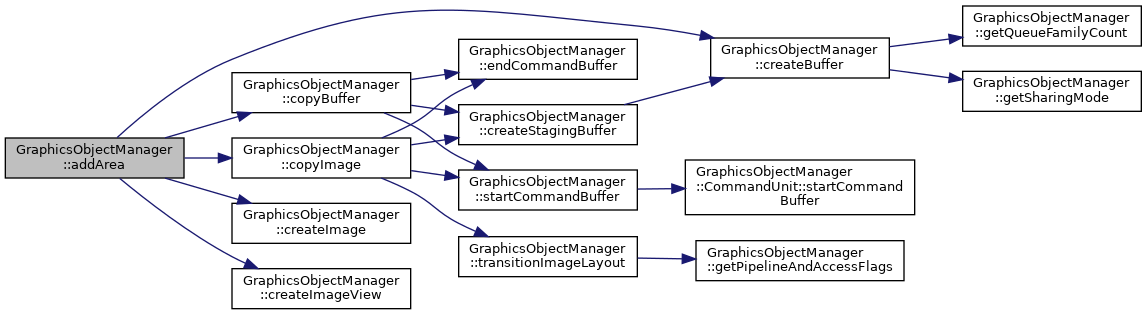 GraphicsObjectManager
::addArea
GraphicsObjectManager
::copyBuffer
GraphicsObjectManager
::copyImage
GraphicsObjectManager
::createImage
GraphicsObjectManager
::createImageView
GraphicsObjectManager
::endCommandBuffer
GraphicsObjectManager
::createStagingBuffer
GraphicsObjectManager
::startCommandBuffer
GraphicsObjectManager
::transitionImageLayout
GraphicsObjectManager
::createBuffer
GraphicsObjectManager
::CommandUnit::startCommand
Buffer
GraphicsObjectManager
::getPipelineAndAccessFlags
GraphicsObjectManager
::getQueueFamilyCount
GraphicsObjectManager
::getSharingMode